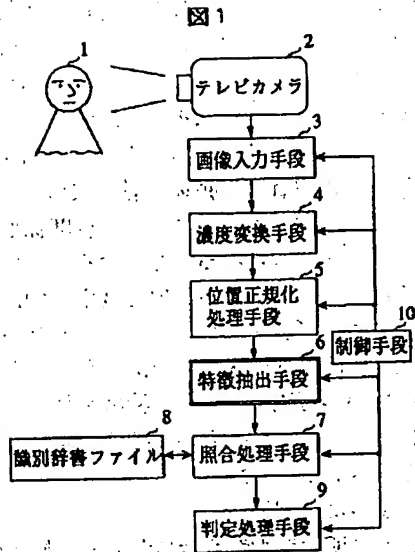 図1
1
2
テレビカメラ
3
画像入力手段
4
濃度変換手段
5
位置正規化
処理手段
10
制御手段
6
特徴抽出手段
8
識別辞書ファイル
7
照合処理手段
9
判定処理手段